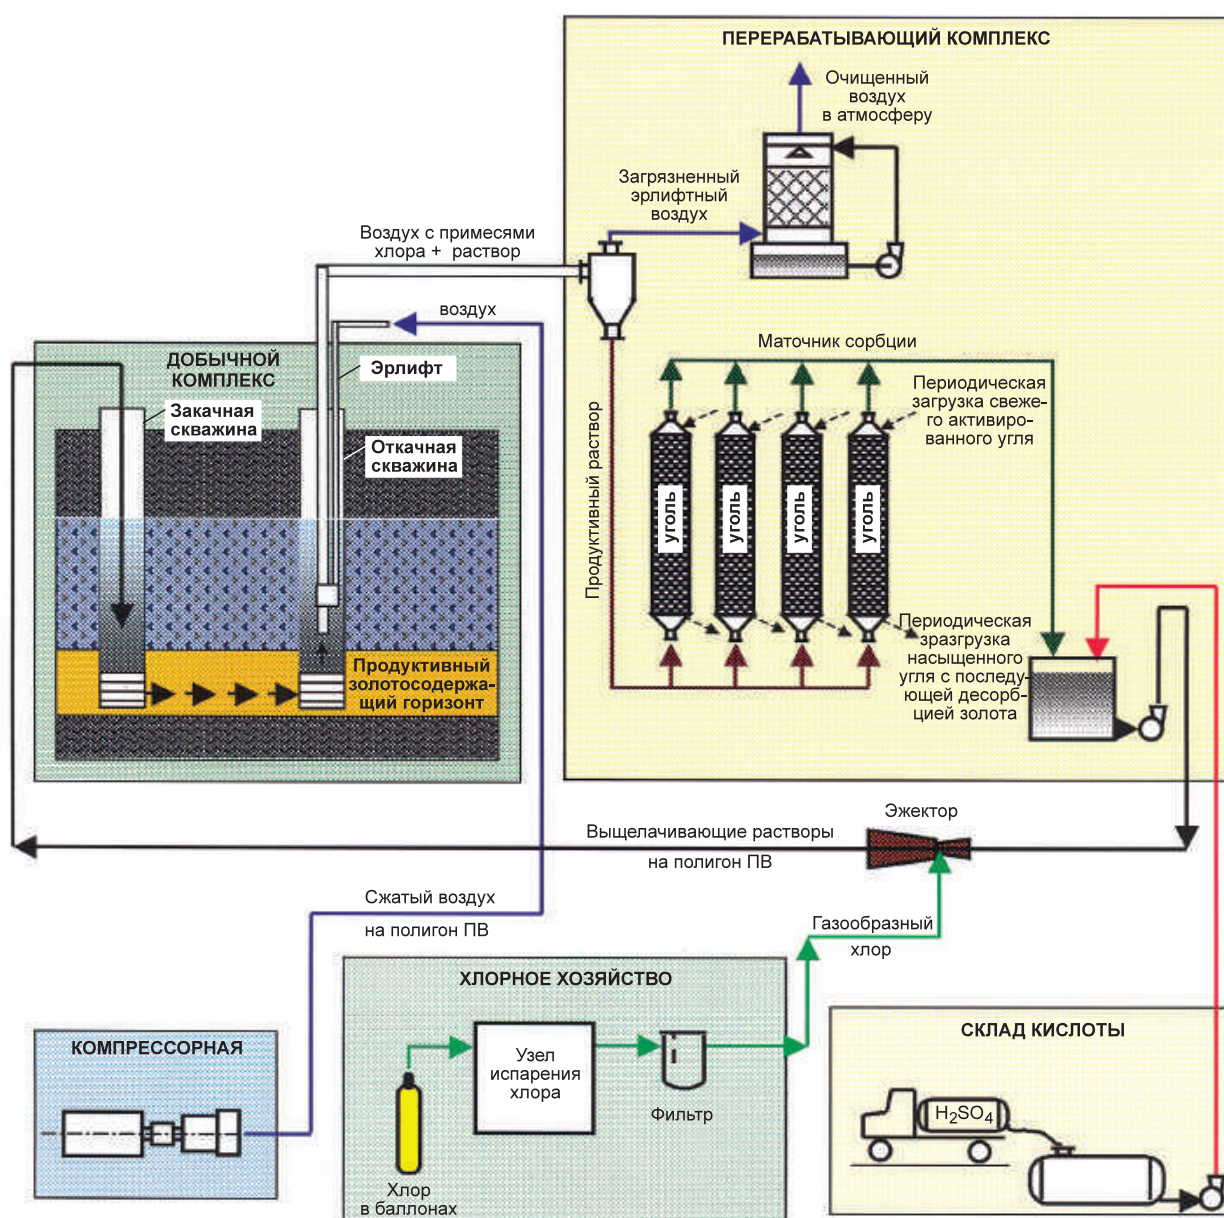 ПЕРЕРАБАТЫВАЮЩИЙ КОМПЛЕКС
Очищенный
воздух
в атмосферу
Загрязненный
эрлифтный
воздух
Воздух с примесями
хлора + раствор
воздух
ДОБЫЧНОЙ
КОМПЛЕКС
Эрлифт
Закачная
скважина
Откачная
скважина
Продуктивный
золотосодержа-
щий горизонт
Маточник сорбции
Периодическая
загрузка свеже-
го активиро-
ванного угля
Продуктивный раствор
уголь
уголь
уголь
уголь
Периодическая
зразгрузка
насыщенного
угля с последу-
ющей десорб-
цией золота
Эжектор
Выщелачивающие растворы
на полигон ПВ
Сжатый воздух
на полигон ПВ
Газообразный
хлор
ХЛОРНОЕ ХОЗЯЙСТВО
Узел
испарения
хлора
Фильтр
Хлор
в баллонах
КОМПРЕССОРНАЯ
СКЛАД КИСЛОТЫ
H₂SO₄